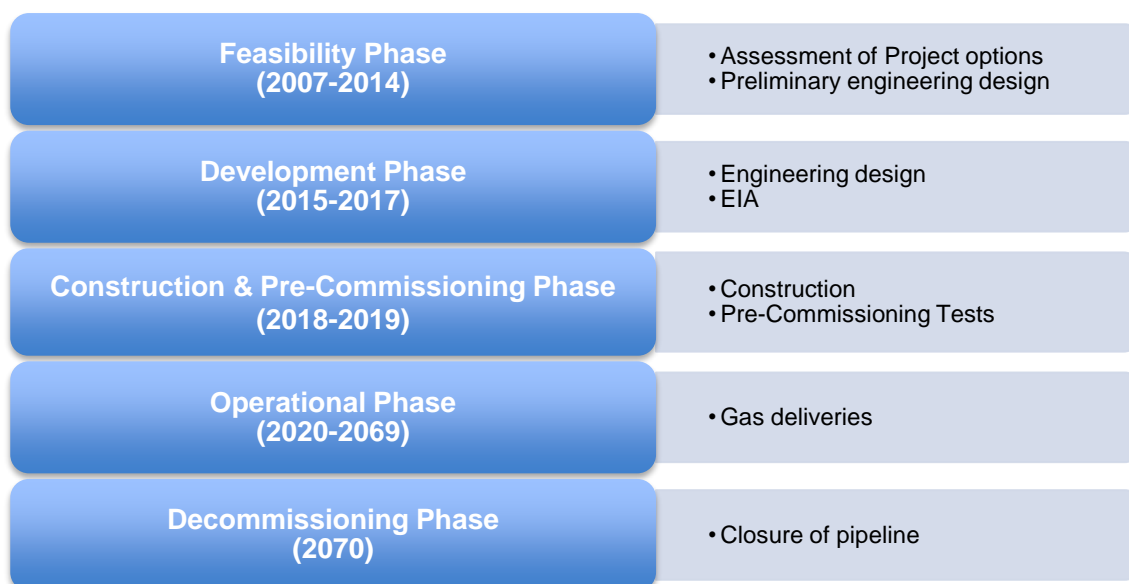 Feasibility Phase
(2007-2014)
• Assessment of Project options
• Preliminary engineering design
Development Phase
(2015-2017)
• Engineering design
• EIA
Construction & Pre-Commissioning Phase
(2018-2019)
• Construction
• Pre-Commissioning Tests
Operational Phase
(2020-2069)
• Gas deliveries
Decommissioning Phase
(2070)
• Closure of pipeline